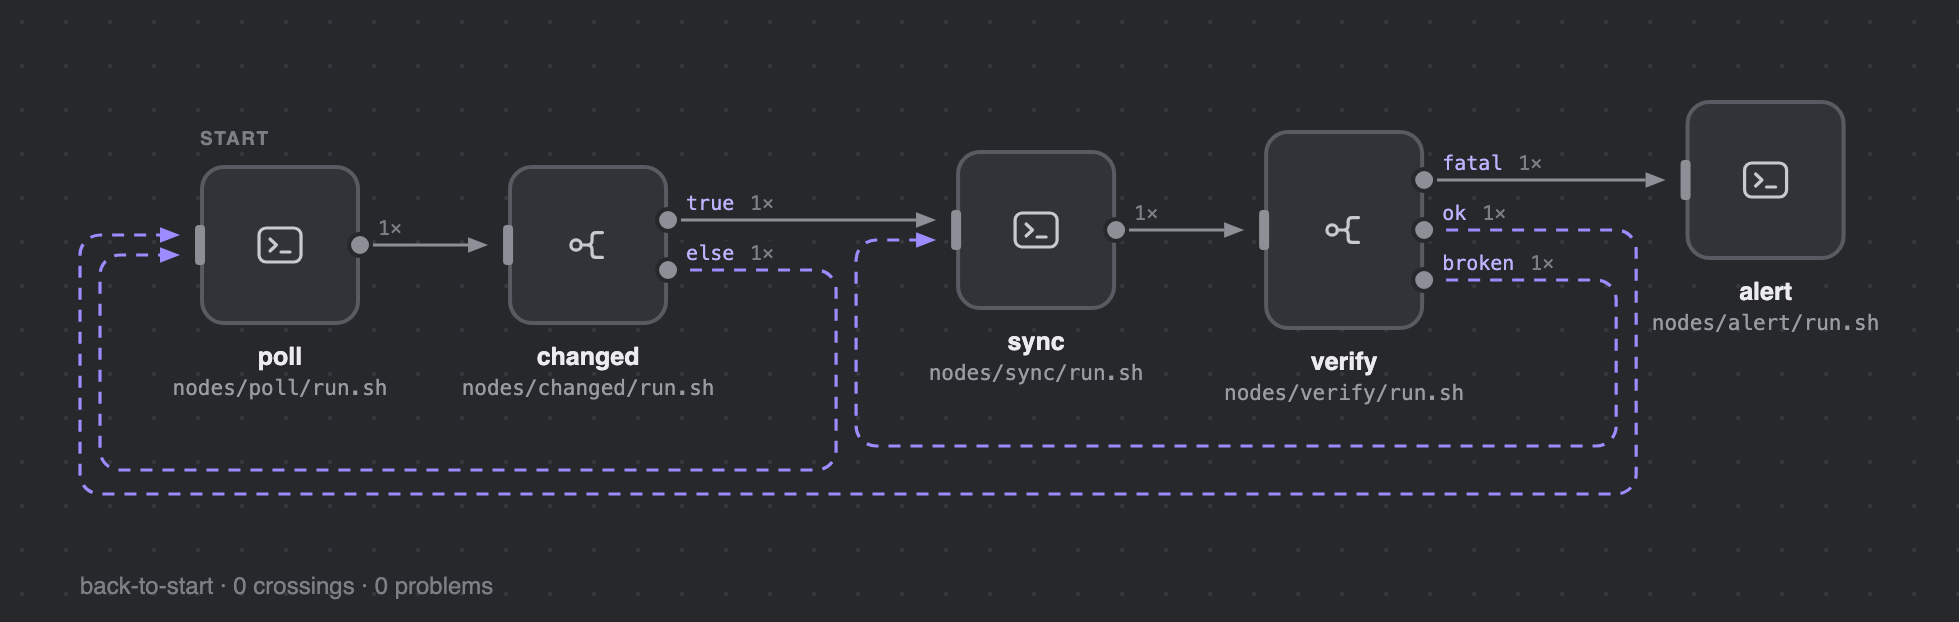 START
1×
true 1×
else 1×
1×
fatal 1×
ok 1×
broken 1×
poll
nodes/poll/run.sh
changed
nodes/changed/run.sh
sync
nodes/sync/run.sh
verify
nodes/verify/run.sh
alert
nodes/alert/run.sh
back-to-start · 0 crossings · 0 problems